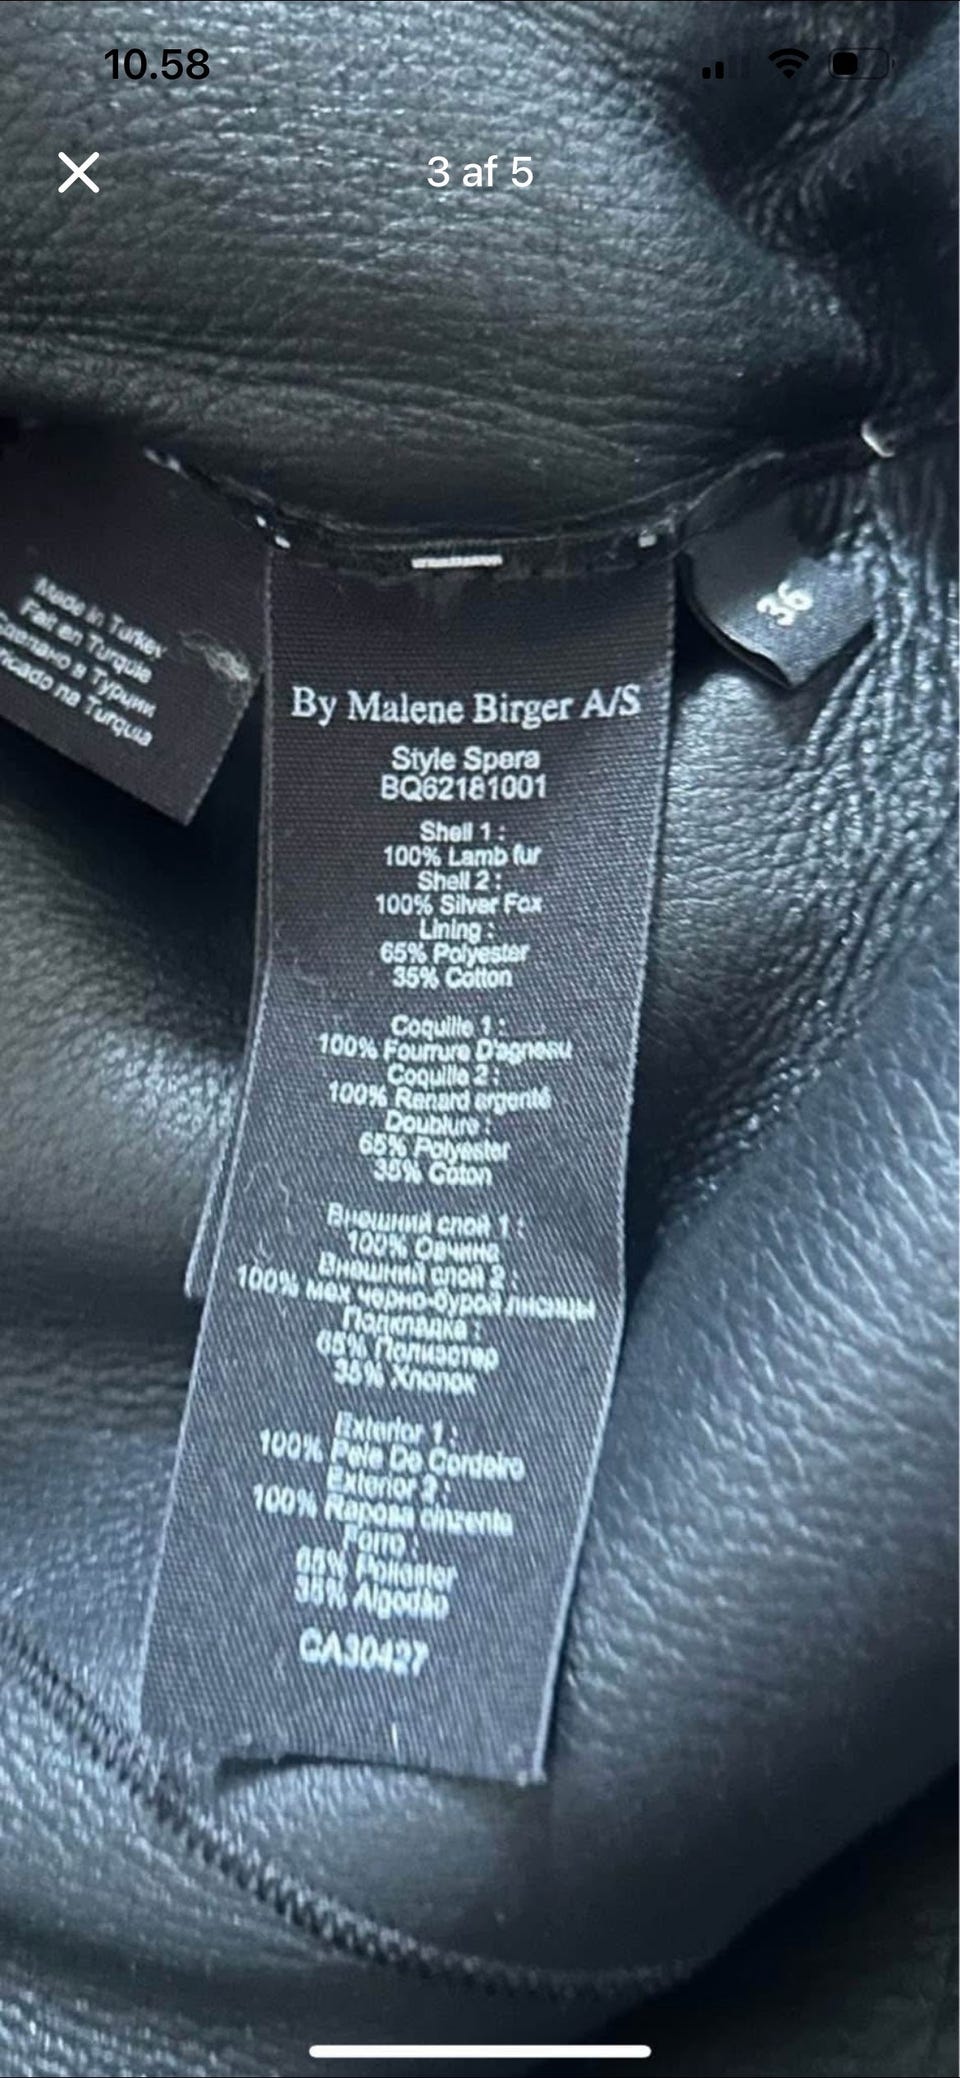 10.58
3 af 5
Made in Turkey
Fait en Turquie
Сделано в Турции
na Turquia
36
By Malene Birger A/S
Style Spera
BQ62181001
Shell 1 :
100% Lamb fur
Shell 2 :
100% Silver Fox
Lining :
65% Polyester
35% Cotton
Coquille 1 :
100% Fourrure D'agneau
Coquille 2 :
100% Renard argenté
Doublure :
65% Polyester
35% Coton
Внешний слой 1 :
100% Овчина
Внешний слой 2 :
100% мех черно-бурой лисицы
Подкладка :
65% Полиэстер
35% Хлопок
Exterior 1 :
100% Pele De Cordeiro
Exterior 2 :
100% Raposa cinzenta
Forro :
65% Poliester
35% Algodão
CA30427